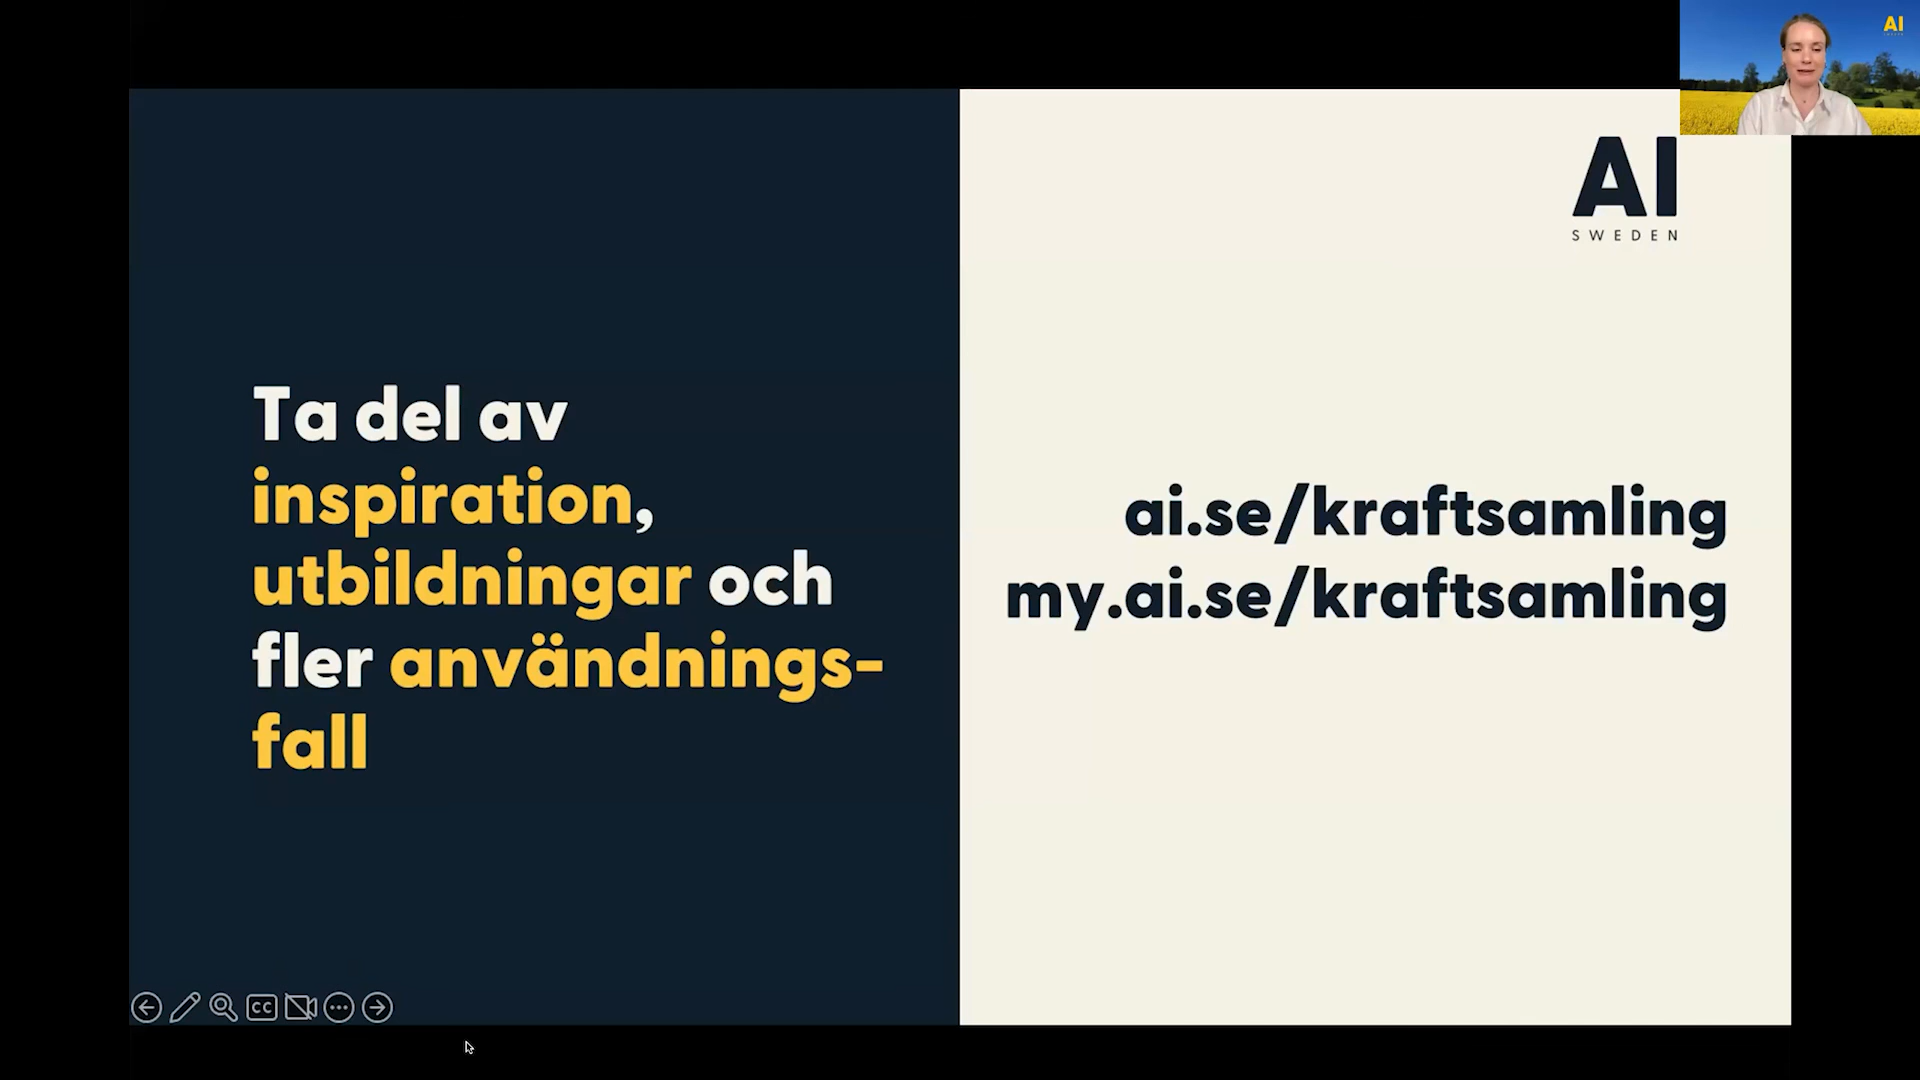 Ta del av
inspiration,
utbildningar och
fler användnings-
fall
AI
SWEDEN
ai.se/kraftsamling
my.ai.se/kraftsamling
AI
CC